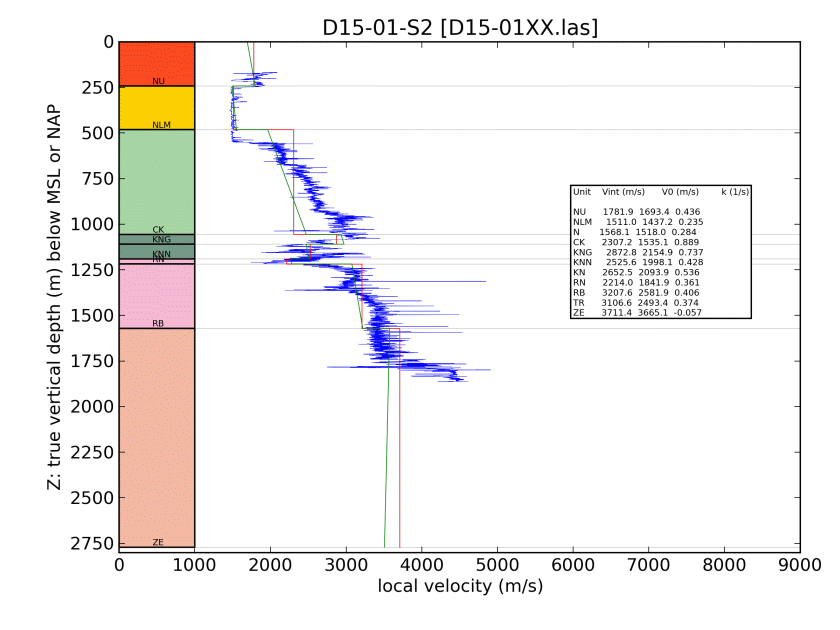 D15-01-S2 [D15-01XX.las]
Z: true vertical depth (m) below MSL or NAP
0
250
500
750
1000
1250
1500
1750
2000
2250
2500
2750
NU
NLM
CK
KNG
KNN
RN
RB
ZE
Unit Vint (m/s) V0 (m/s) k (1/s)
NU 1781.9 1693.4 0.436
NLM 1511.0 1437.2 0.235
N 1568.1 1518.0 0.284
CK 2307.2 1535.1 0.889
KNG 2872.8 2154.9 0.737
KNN 2525.6 1998.1 0.428
KN 2652.5 2093.9 0.536
RN 2214.0 1841.9 0.361
RB 3207.6 2581.9 0.406
TR 3106.6 2493.4 0.374
ZE 3711.4 3665.1 -0.057
0 1000 2000 3000 4000 5000 6000 7000 8000 9000
local velocity (m/s)